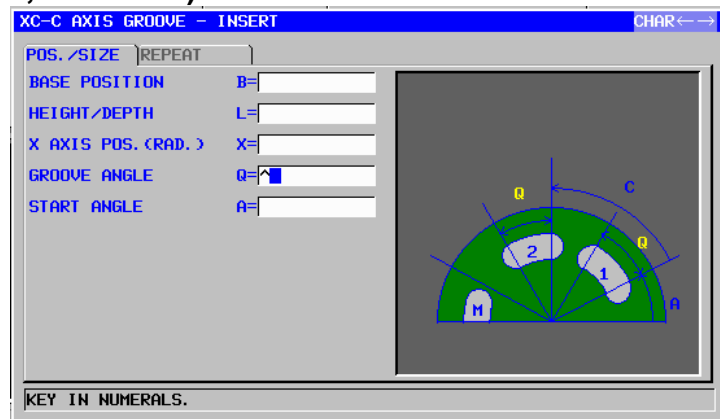 XC-C AXIS GROOVE - INSERT CHAR←→
POS./SIZE REPEAT
BASE POSITION B=
HEIGHT/DEPTH L=
X AXIS POS.(RAD.) X=
GROOVE ANGLE Q=^
START ANGLE A=
Q C
Q
2
1
M A
KEY IN NUMERALS.